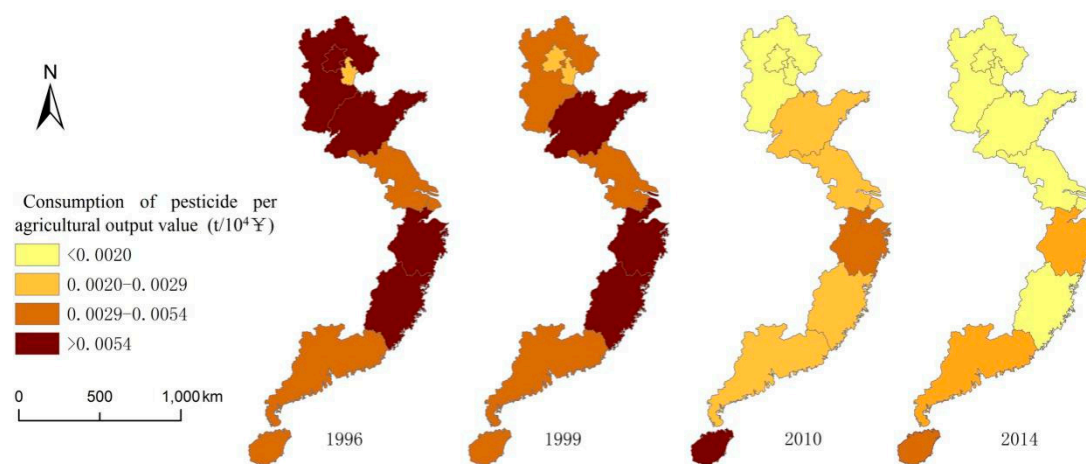 N
Consumption of pesticide per
agricultural output value (t/10⁴¥)
<0.0020
0.0020-0.0029
0.0029-0.0054
>0.0054
0 500 1,000 km
1996 1999 2010 2014